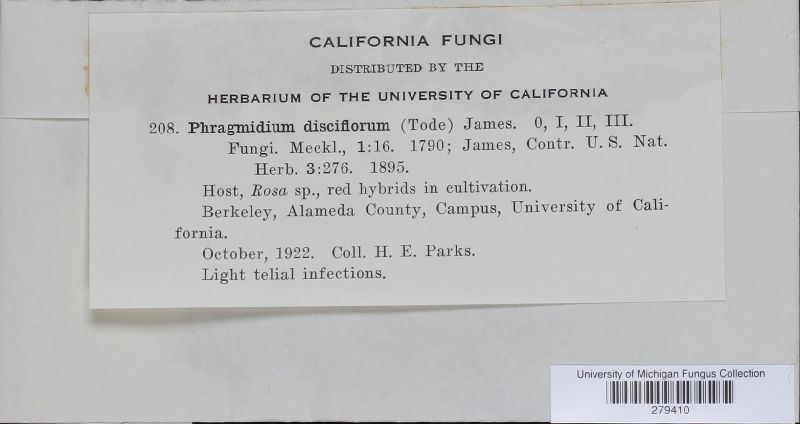 CALIFORNIA FUNGI
DISTRIBUTED BY THE
HERBARIUM OF THE UNIVERSITY OF CALIFORNIA
208. Phragmidium disciflorum (Tode) James. 0, I, II, III.
Fungi. Meckl., 1:16. 1790; James, Contr. U. S. Nat.
Herb. 3:276. 1895.
Host, Rosa sp., red hybrids in cultivation.
Berkeley, Alameda County, Campus, University of Cali-
fornia.
October, 1922. Coll. H. E. Parks.
Light telial infections.
University of Michigan Fungus Collection
279410